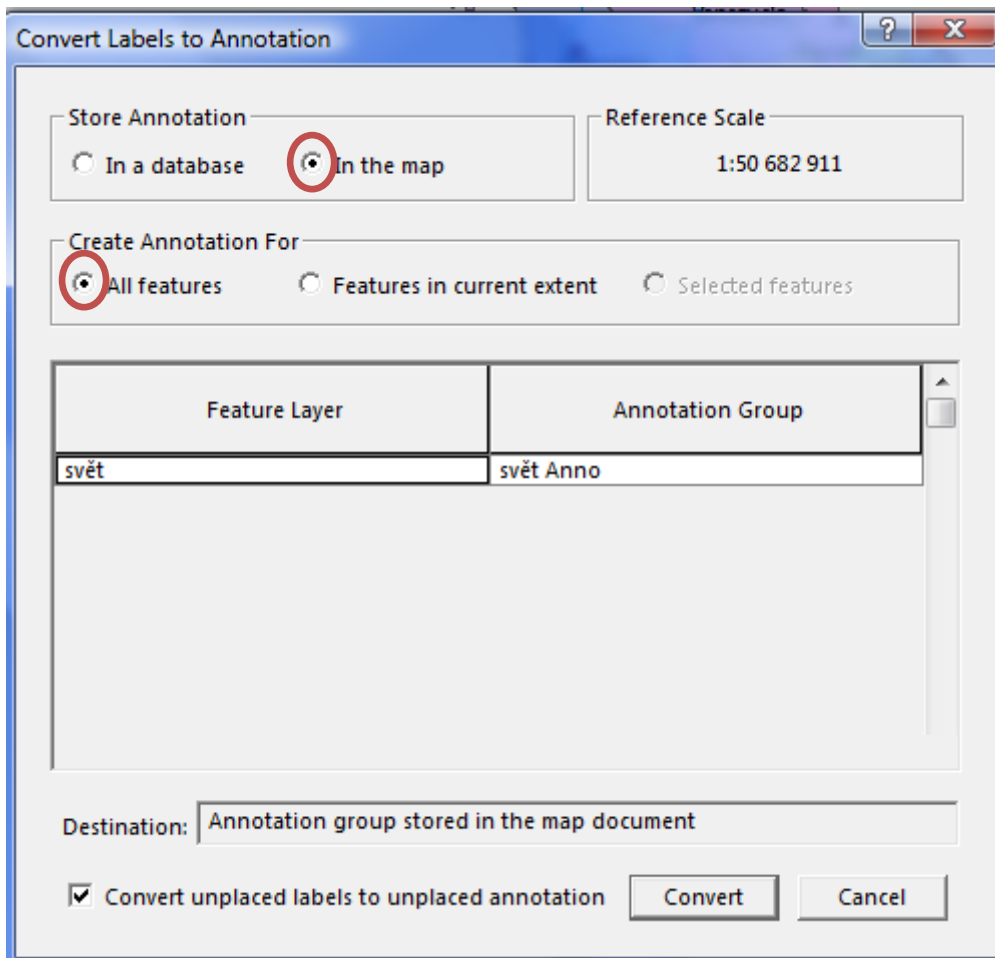 Convert Labels to Annotation
Store Annotation
In a database
In the map
Reference Scale
1:50 682 911
Create Annotation For
All features
Features in current extent
Selected features
Feature Layer
Annotation Group
svět
svět Anno
Destination:
Annotation group stored in the map document
Convert unplaced labels to unplaced annotation
Convert
Cancel